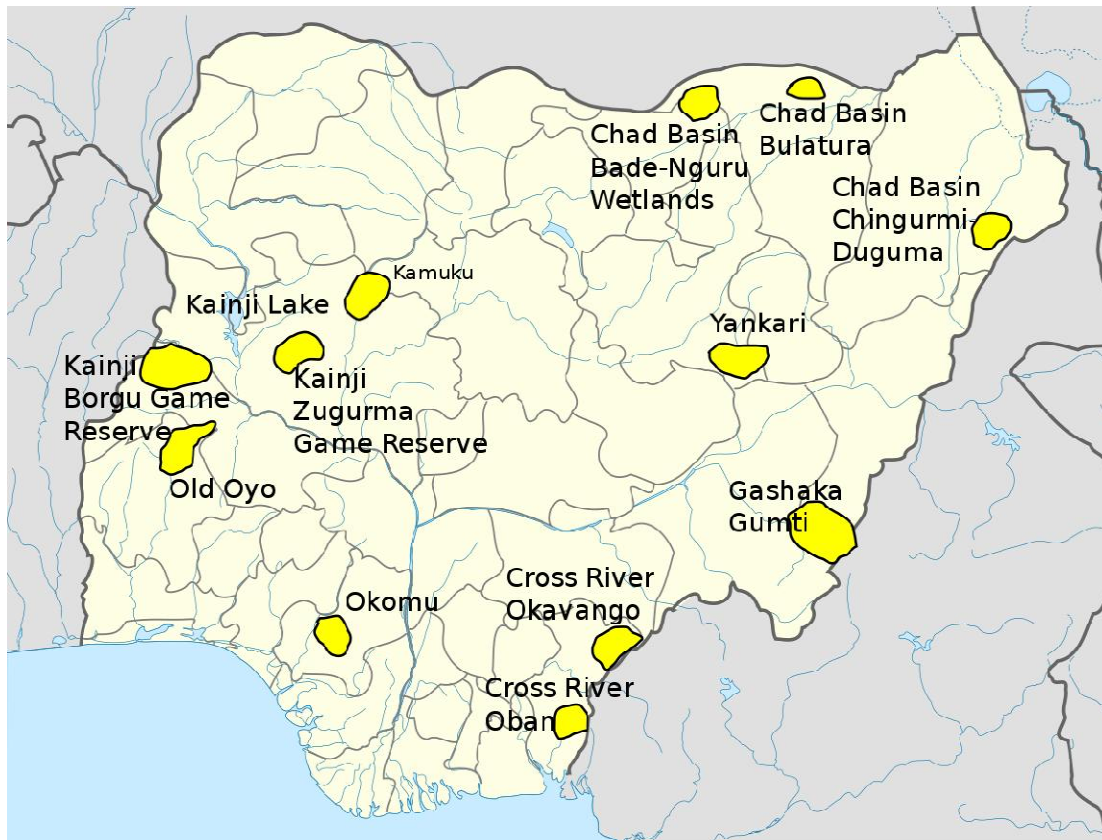 Chad Basin
Bade-Nguru
Wetlands
Chad Basin
Bulatura
Chad Basin
Chingurmi-
Duguma
Kamuku
Kainji Lake
Yankari
Kainji
Borgu Game
Reserve
Kainji
Zugurma
Game Reserve
Old Oyo
Gashaka
Gumti
Cross River
Okavango
Okomu
Cross River
Oban